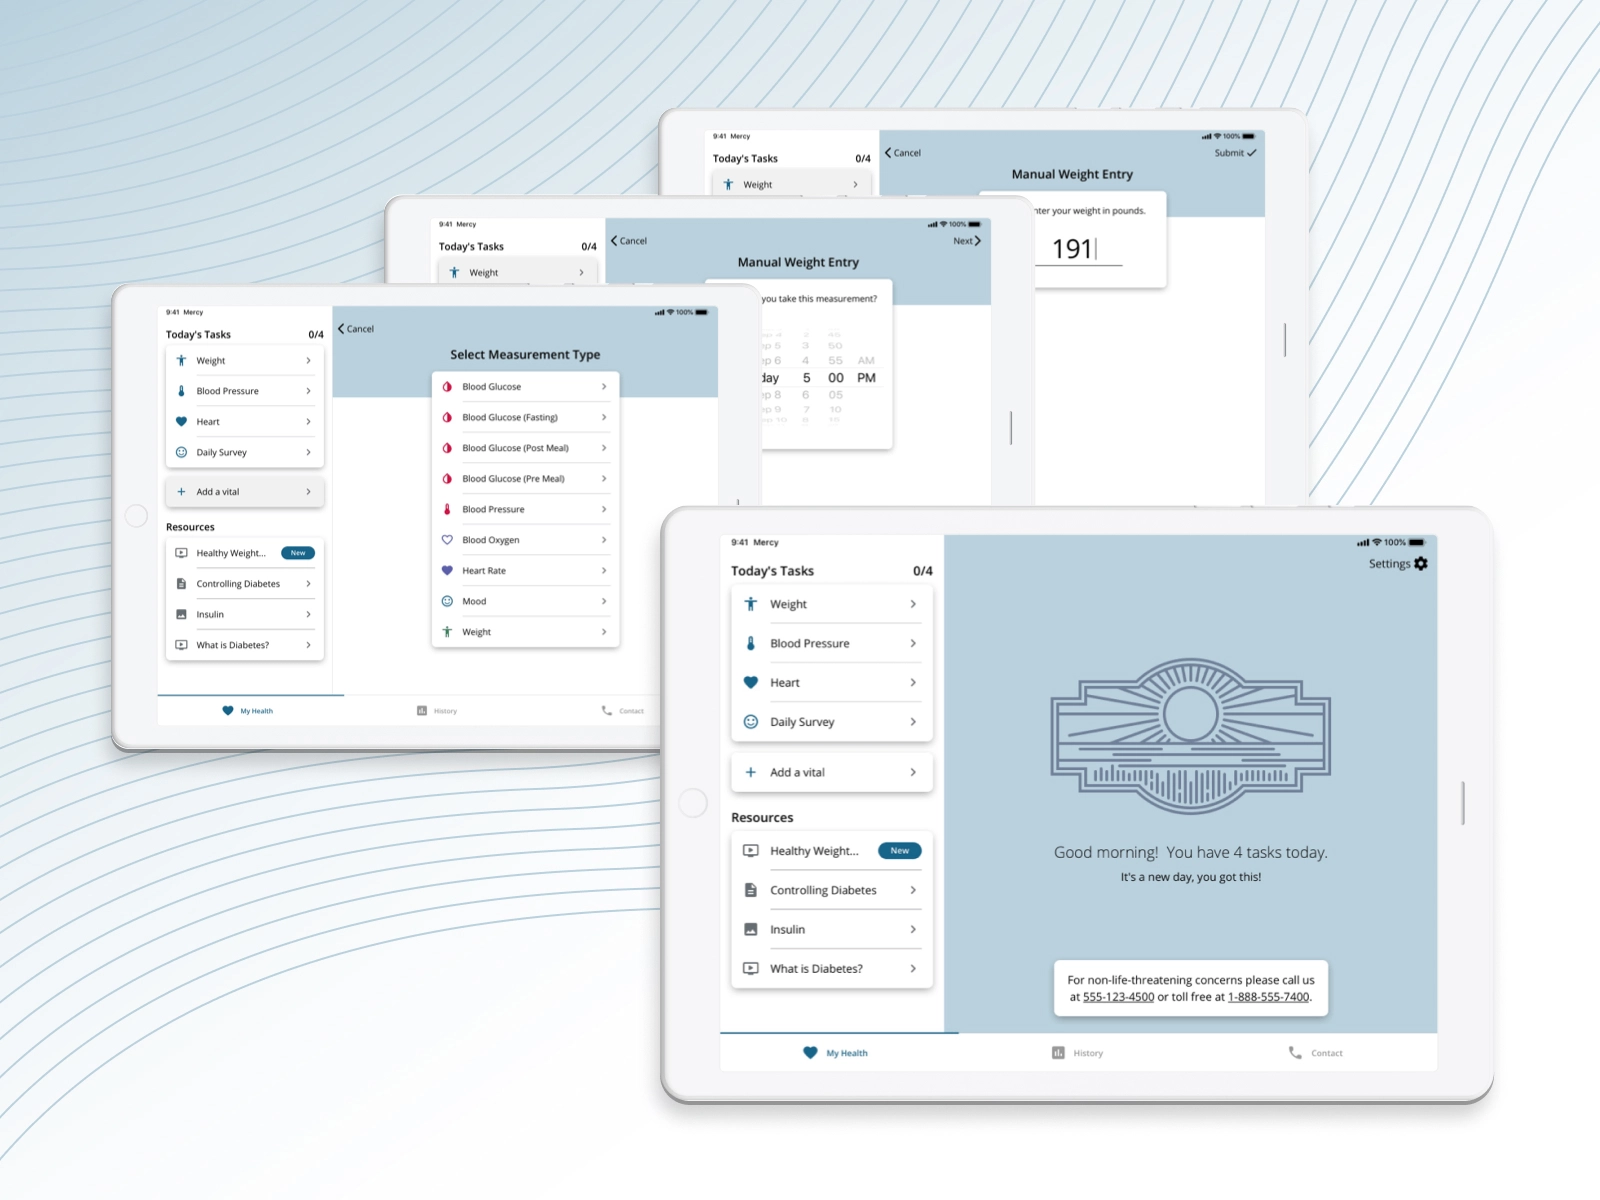 9:41 Mercy
100%
Today's Tasks 0/4
Cancel
Submit
Weight
Manual Weight Entry
your weight in pounds.
191
9:41 Mercy
100%
Today's Tasks 0/4
Cancel
Next
Weight
Manual Weight Entry
you take this measurement?
4 2 45
5 3 50
6 4 55 AM
5 00 PM
8 6 05
9 7 10
10 8 15
9:41 Mercy
100%
Today's Tasks 0/4
Weight
Blood Pressure
Heart
Daily Survey
Add a vital
Resources
Healthy Weight... New
Controlling Diabetes
Insulin
What is Diabetes?
Cancel
Select Measurement Type
Blood Glucose
Blood Glucose (Fasting)
Blood Glucose (Post Meal)
Blood Glucose (Pre Meal)
Blood Pressure
Blood Oxygen
Heart Rate
Mood
Weight
My Health
History
Contact
9:41 Mercy
100%
Today's Tasks 0/4
Weight
Blood Pressure
Heart
Daily Survey
Add a vital
Resources
Healthy Weight... New
Controlling Diabetes
Insulin
What is Diabetes?
Settings
Good morning! You have 4 tasks today.
It's a new day, you got this!
For non-life-threatening concerns please call us
at 555-123-4500 or toll free at 1-888-555-7400.
My Health
History
Contact